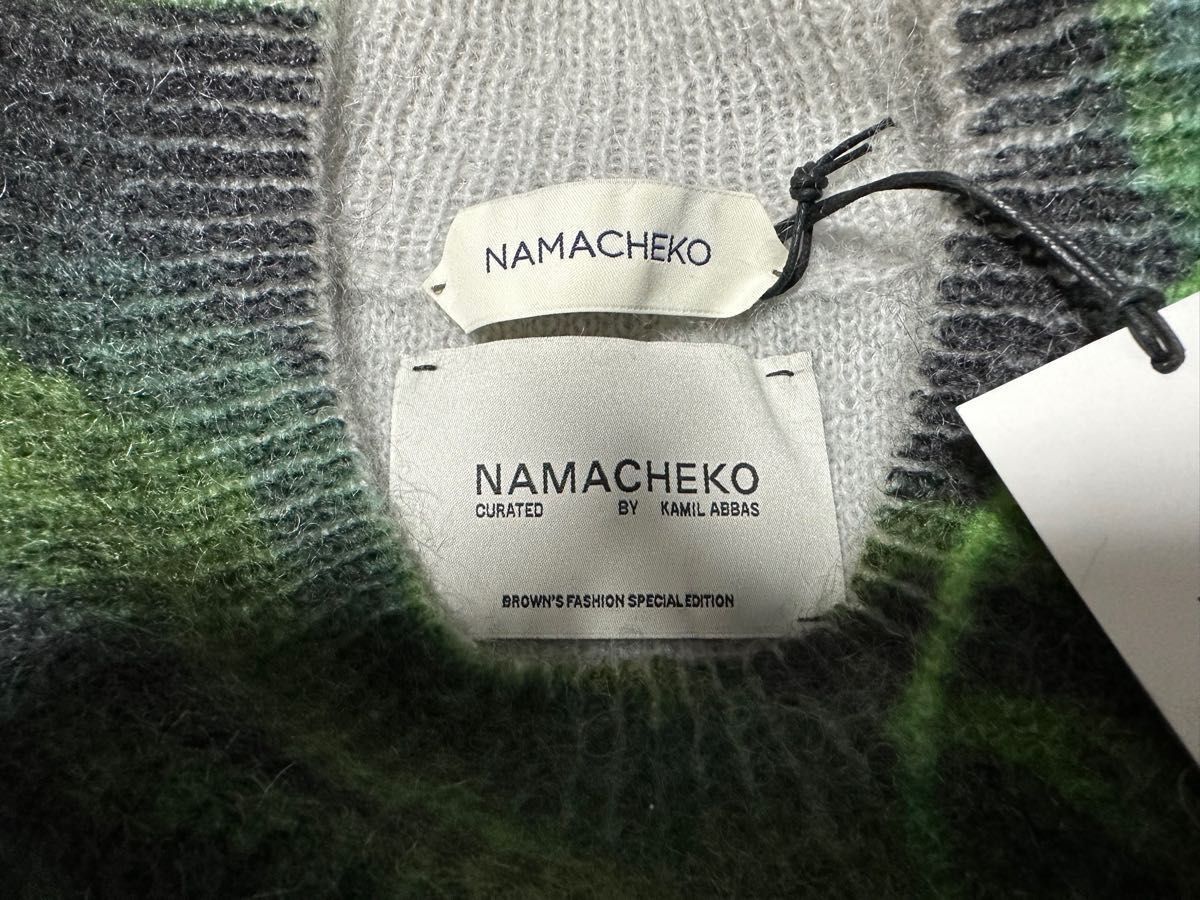 NAMACHEKO
NAMACHEKO
CURATED BY KAMIL ABBAS
BROWN'S FASHION SPECIAL EDITION